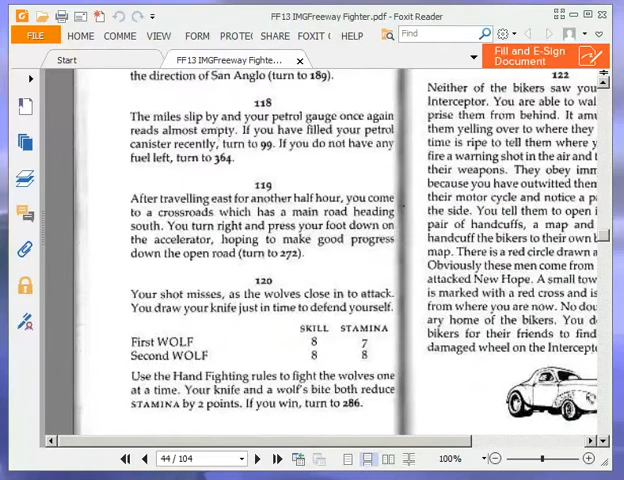 FF13 IMGFreeway Fighter.pdf - Foxit Reader
FILE
HOME
COMMENT
VIEW
FORM
PROTE
SHARE
FOXIT C
HELP
Find
Start
FF13 IMGFreeway Fighte...
Fill and E-Sign
Document
the direction of San Anglo (turn to 189).
118
The miles slip by and your petrol gauge once again
reads almost empty. If you have filled your petrol
canister recently, turn to 99. If you do not have any
fuel left, turn to 364.
119
After travelling east for another half hour, you come
to a crossroads which has a main road heading
south. You turn right and press your foot down on
the accelerator, hoping to make good progress
down the open road (turn to 272).
120
Your shot misses, as the wolves close in to attack.
You draw your knife just in time to defend yourself.
SKILL STAMINA
First WOLF 8 7
Second WOLF 8 8
Use the Hand Fighting rules to fight the wolves one
at a time. Your knife and a wolf's bite both reduce
STAMINA by 2 points. If you win, turn to 286.
122
Neither of the bikers saw you
Interceptor. You are able to wal
prise them from behind. It amu
them yelling over to where they
time is ripe to tell them where y
fire a warning shot in the air and t
their weapons. They obey imm
because you have outwitted them
their motor cycle and notice a pa
the side. You tell them to open i
pair of handcuffs, a map and
handcuff the bikers to their own b
map. There is a red circle drawn a
Obviously these men come from
attacked New Hope. A small tow
is marked with a red cross and is
from where you are now. No dou
ary home of the bikers. You d
bikers for their friends to find
damaged wheel on the Intercepto
44 / 104
100%